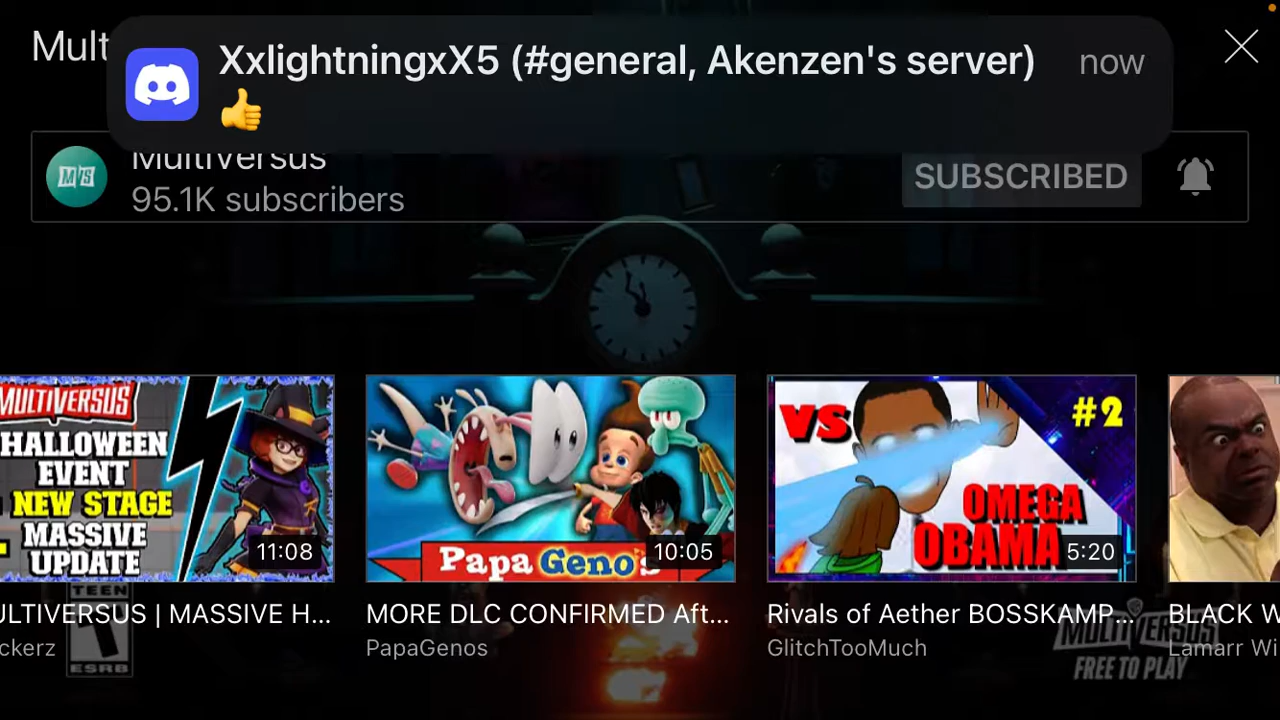 Mult
XxlightningxX5 (#general, Akenzen's server)
now
👍
Multiversus
95.1K subscribers
SUBSCRIBED
M/S
MULTIVERSUS
HALLOWEEN
EVENT
NEW STAGE
MASSIVE
UPDATE
11:08
Papa Geno's
10:05
VS
#2
OMEGA
OBAMA
5:20
ULTIVERSUS | MASSIVE H...
ckerz
MORE DLC CONFIRMED Aft...
PapaGenos
Rivals of Aether BOSSKAMP...
GlitchTooMuch
BLACK W
Lamarr Wi
TEEN
T
ESRB
MULTIVERSUS
FREE TO PLAY